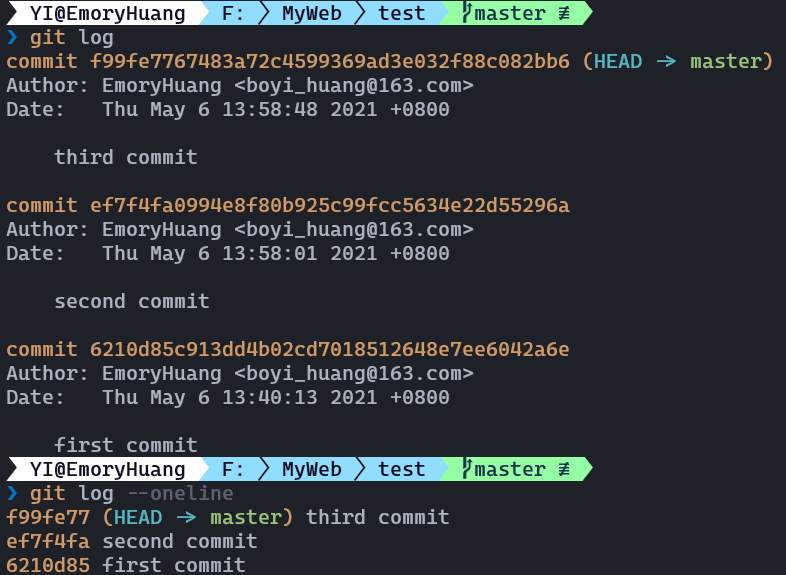 YI@EmoryHuang F: MyWeb test master ≢
❯ git log
commit f99fe7767483a72c4599369ad3e032f88c082bb6 (HEAD -> master)
Author: EmoryHuang <boyi_huang@163.com>
Date:   Thu May 6 13:58:48 2021 +0800
third commit
commit ef7f4fa0994e8f80b925c99fcc5634e22d55296a
Author: EmoryHuang <boyi_huang@163.com>
Date:   Thu May 6 13:58:01 2021 +0800
second commit
commit 6210d85c913dd4b02cd7018512648e7ee6042a6e
Author: EmoryHuang <boyi_huang@163.com>
Date:   Thu May 6 13:40:13 2021 +0800
first commit
YI@EmoryHuang F: MyWeb test master ≢
❯ git log --oneline
f99fe77 (HEAD -> master) third commit
ef7f4fa second commit
6210d85 first commit